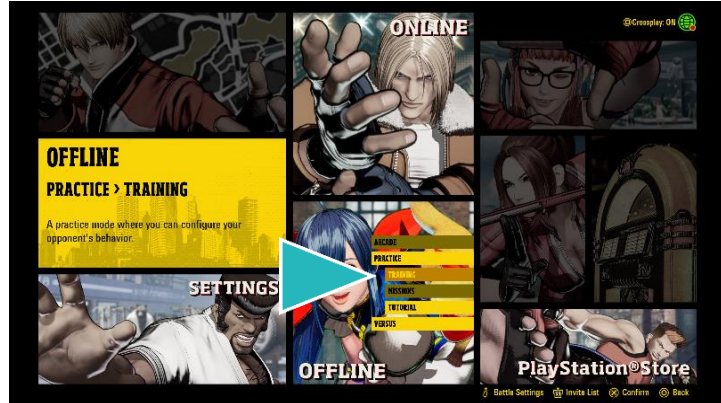 ONLINE
Crossplay: ON
OFFLINE
PRACTICE > TRAINING
A practice mode where you can configure your
opponent's behavior.
SETTINGS
ARCADE
PRACTICE
TRAINING
MISSIONS
TUTORIAL
VERSUS
OFFLINE
PlayStation®Store
Battle Settings Invite List Confirm Back